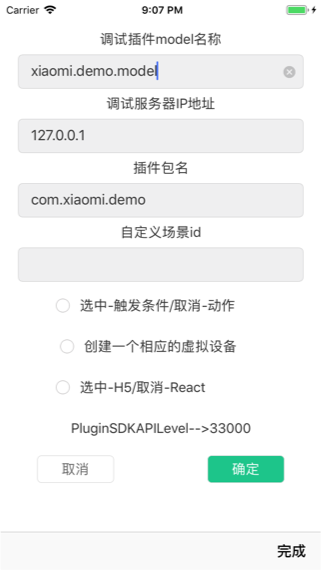 Carrier 9:07 PM
调试插件model名称
xiaomi.demo.model
调试服务器IP地址
127.0.0.1
插件包名
com.xiaomi.demo
自定义场景id
选中-触发条件/取消-动作
创建一个相应的虚拟设备
选中-H5/取消-React
PluginSDKAPILevel-->33000
取消 确定
完成